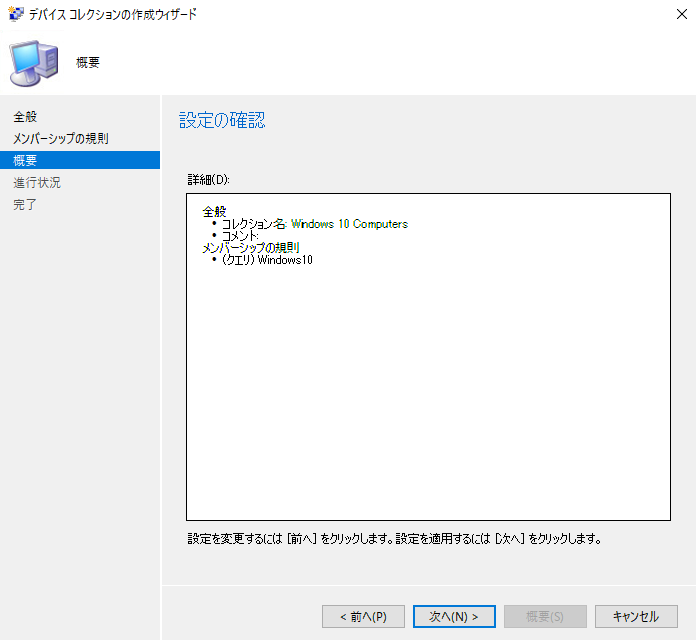 デバイス コレクションの作成ウィザード
概要
全般
メンバーシップの規則
概要
進行状況
完了
設定の確認
詳細(D):
全般
• コレクション名: Windows 10 Computers
• コメント:
メンバーシップの規則
• (クエリ) Windows10
設定を変更するには [前へ] をクリックします。設定を適用するには [次へ] をクリックします。
< 前へ(P)
次へ(N) >
概要(S)
キャンセル